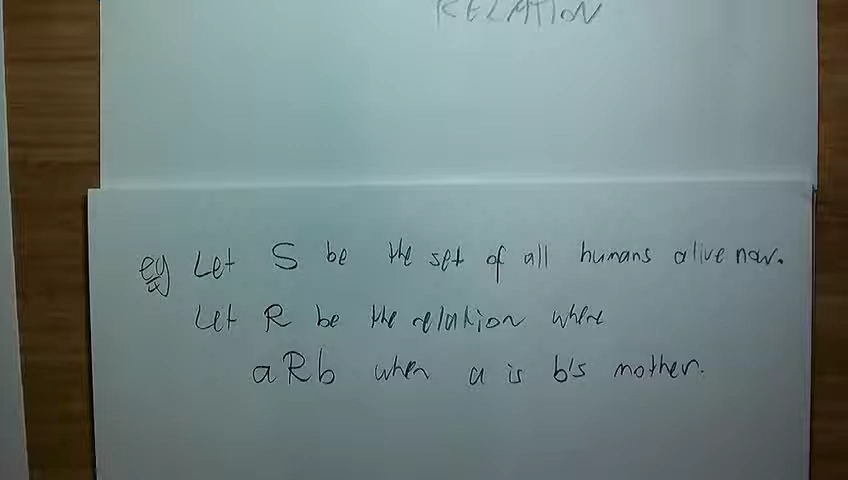 RELATION
eg Let S be the set of all humans alive now.
Let R be the relation where
aRb when a is b's mother.